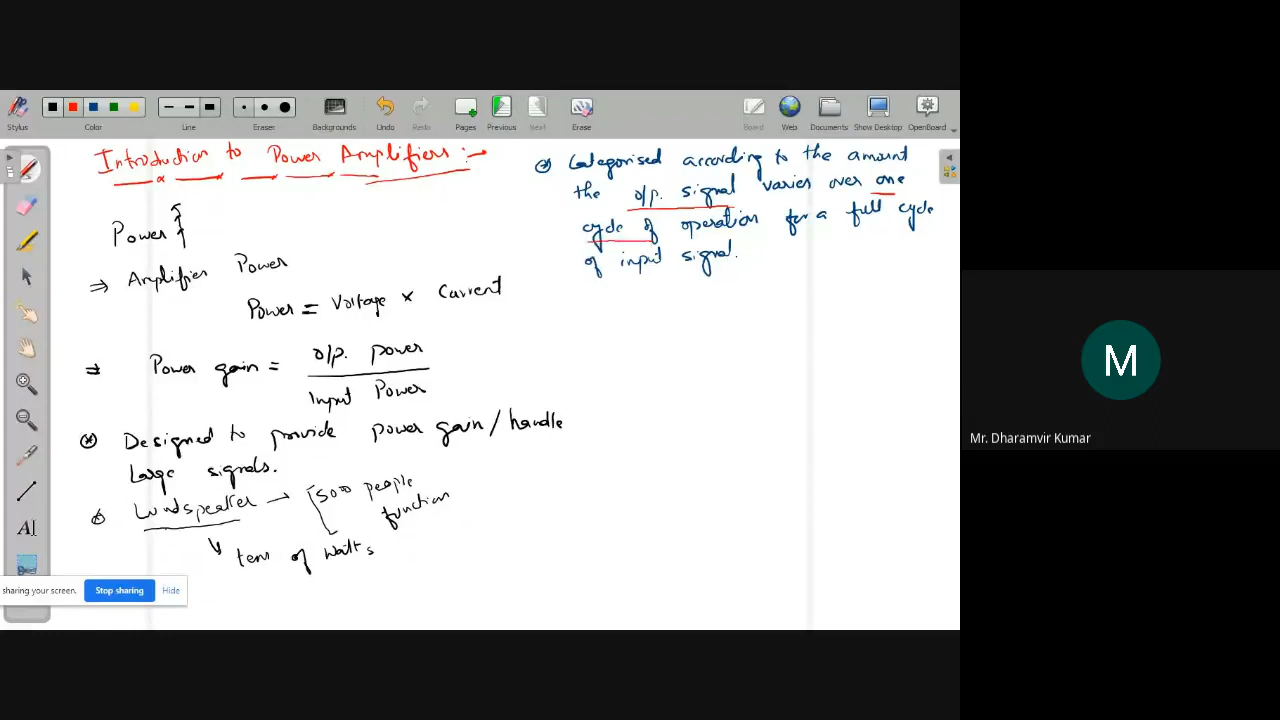 Stylus
Color
Line
Eraser
Backgrounds
Undo
Redo
Pages
Previous
Next
Erase
Board
Web
Documents
Show Desktop
OpenBoard
Introduction to Power Amplifiers :-
Power
⇒ Amplifier Power
Power = Voltage × Current
⇒ Power gain = o/p. power
Input Power
Designed to provide power gain / handle
Large signals.
Loudspeaker → 500 people
function
tens of watts
Categorised according to the amount
the o/p. signal varies over one
cycle of operation for a full cycle
of input signal.
sharing your screen.
Stop sharing
Hide
M
Mr. Dharamvir Kumar